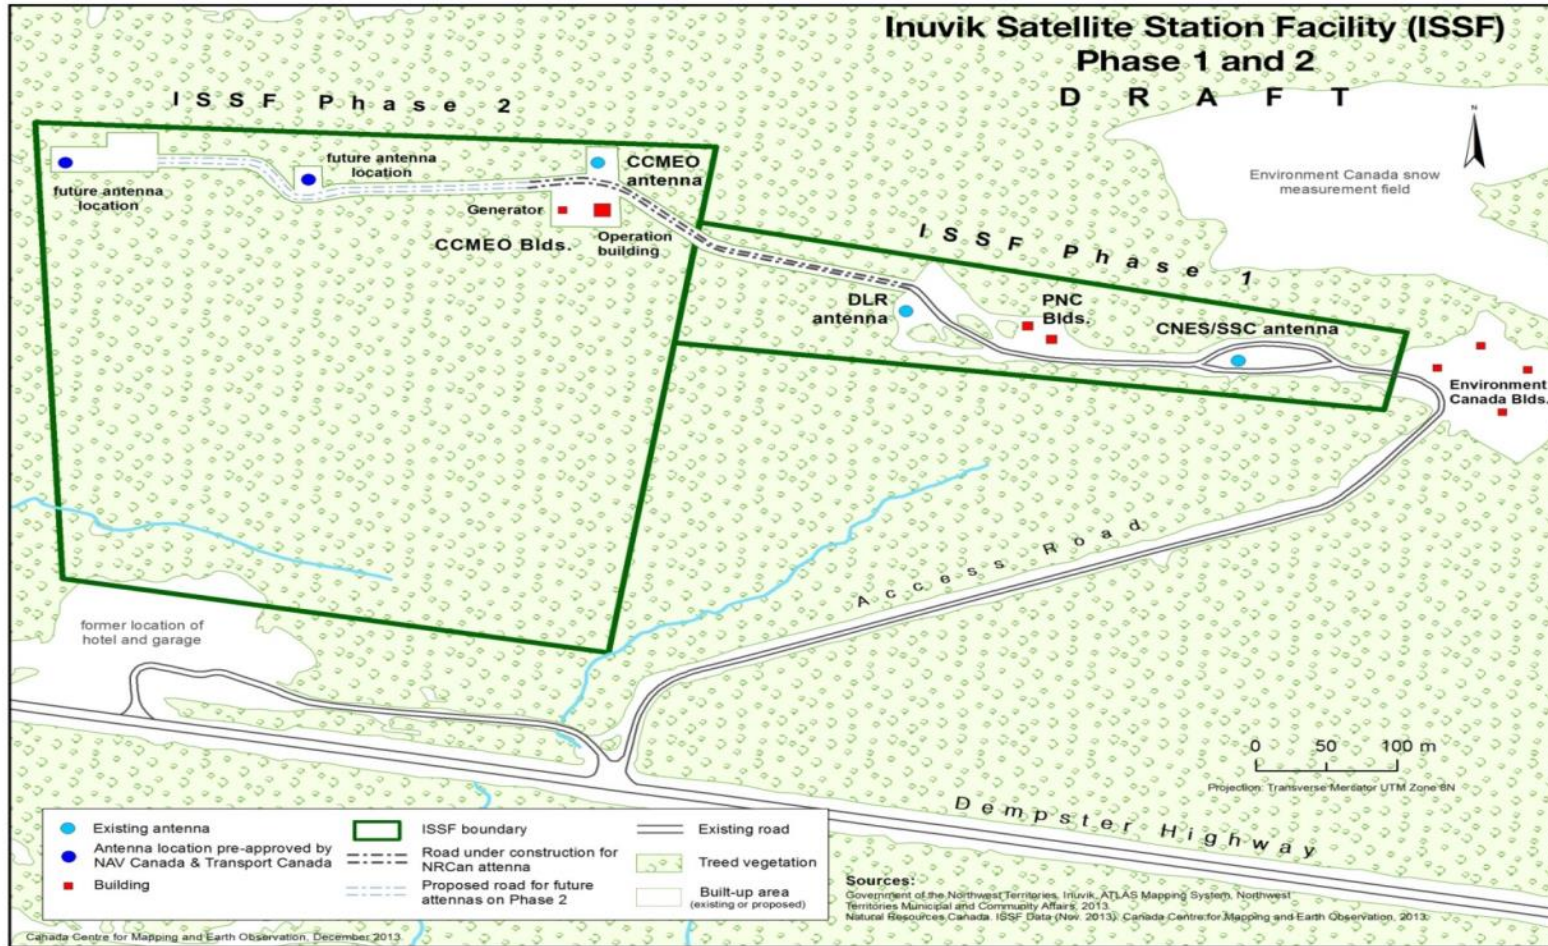 Inuvik Satellite Station Facility (ISSF)
Phase 1 and 2
DRAFT
N
Environment Canada snow
measurement field
ISSF Phase 2
future antenna
location
future antenna
location
CCMEO
antenna
Generator
CCMEO Blds.
Operation
building
ISSF Phase 1
DLR
antenna
PNC
Blds.
CNES/SSC antenna
Environment
Canada Blds.
Access Road
former location of
hotel and garage
0 50 100 m
Projection: Transverse Mercator UTM Zone 8N
Dempster Highway
Existing antenna
Antenna location pre-approved by
NAV Canada & Transport Canada
Building
ISSF boundary
Road under construction for
NRCan attenna
Proposed road for future
attennas on Phase 2
Existing road
Treed vegetation
Built-up area
(existing or proposed)
Sources:
Government of the Northwest Territories, Inuvik, ATLAS Mapping System, Northwest
Territories Municipal and Community Affairs, 2013.
Natural Resources Canada. ISSF Data (Nov. 2013). Canada Centre for Mapping and Earth Observation, 2013.
Canada Centre for Mapping and Earth Observation, December 2013.